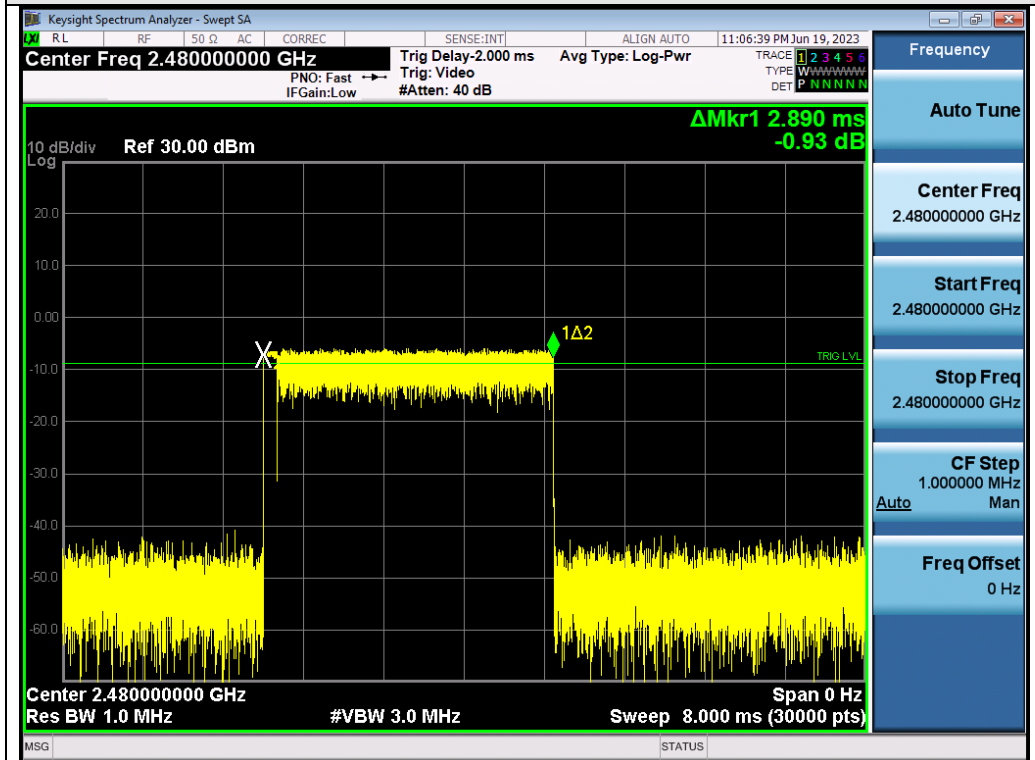 Keysight Spectrum Analyzer - Swept SA
LXI RL RF 50 Ω AC CORREC SENSE:INT ALIGN AUTO 11:06:39 PM Jun 19, 2023
Center Freq 2.480000000 GHz
PNO: Fast
IFGain:Low
Trig Delay-2.000 ms
Trig: Video
#Atten: 40 dB
Avg Type: Log-Pwr
TRACE 1 2 3 4 5 6
TYPE WWWWWW
DET P N N N N N
ΔMkr1 2.890 ms
-0.93 dB
10 dB/div Ref 30.00 dBm
Log
20.0
10.0
0.00
-10.0
-20.0
-30.0
-40.0
-50.0
-60.0
1Δ2
TRIG LVL
Center 2.480000000 GHz Span 0 Hz
Res BW 1.0 MHz #VBW 3.0 MHz Sweep 8.000 ms (30000 pts)
MSG STATUS
Frequency
Auto Tune
Center Freq
2.480000000 GHz
Start Freq
2.480000000 GHz
Stop Freq
2.480000000 GHz
CF Step
1.000000 MHz
Auto Man
Freq Offset
0 Hz